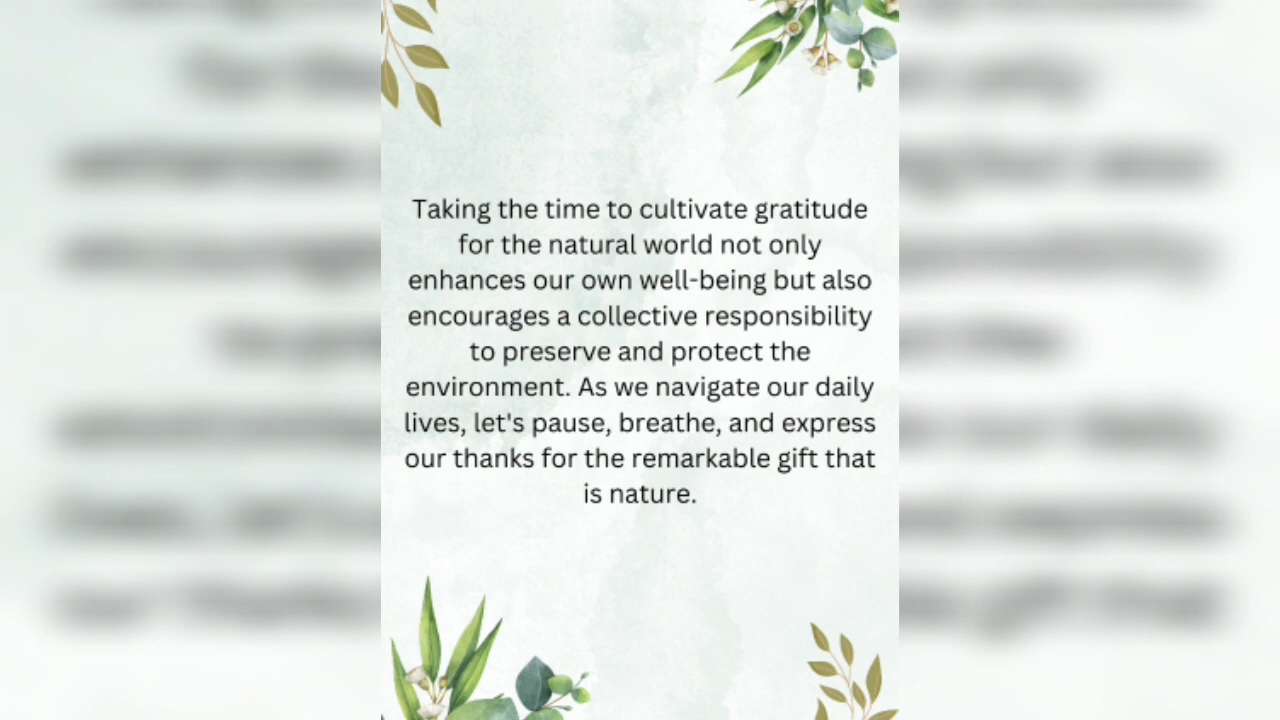 Taking the time to cultivate gratitude
for the natural world not only
enhances our own well-being but also
encourages a collective responsibility
to preserve and protect the
environment. As we navigate our daily
lives, let's pause, breathe, and express
our thanks for the remarkable gift that
is nature.